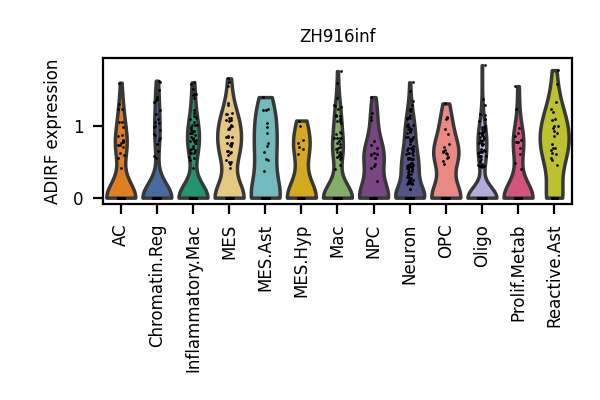 ZH916inf
ADIRF expression
1
0
AC
Chromatin.Reg
Inflammatory.Mac
MES
MES.Ast
MES.Hyp
Mac
NPC
Neuron
OPC
Oligo
Prolif.Metab
Reactive.Ast